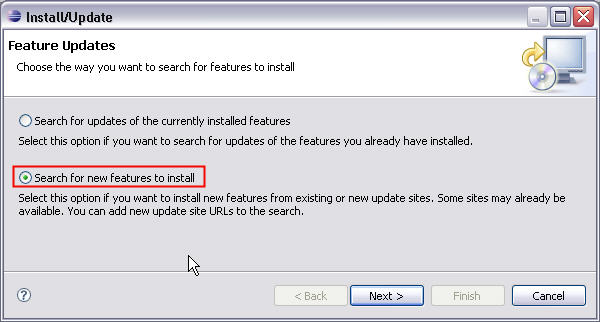 Install/Update
Feature Updates
Choose the way you want to search for features to install
Search for updates of the currently installed features
Select this option if you want to search for updates of the features you already have installed.
Search for new features to install
Select this option if you want to install new features from existing or new update sites. Some sites may already be
available. You can add new update site URLs to the search.
?
< Back
Next >
Finish
Cancel